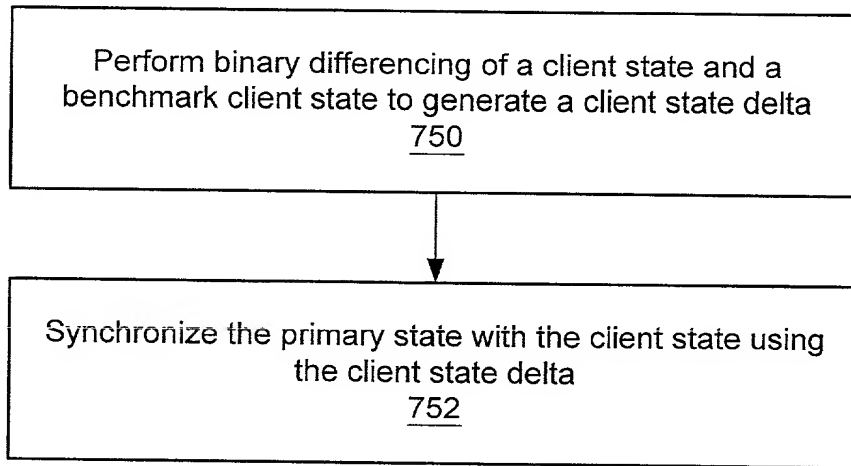 Perform binary differencing of a client state and a
benchmark client state to generate a client state delta
750
Synchronize the primary state with the client state using
the client state delta
752